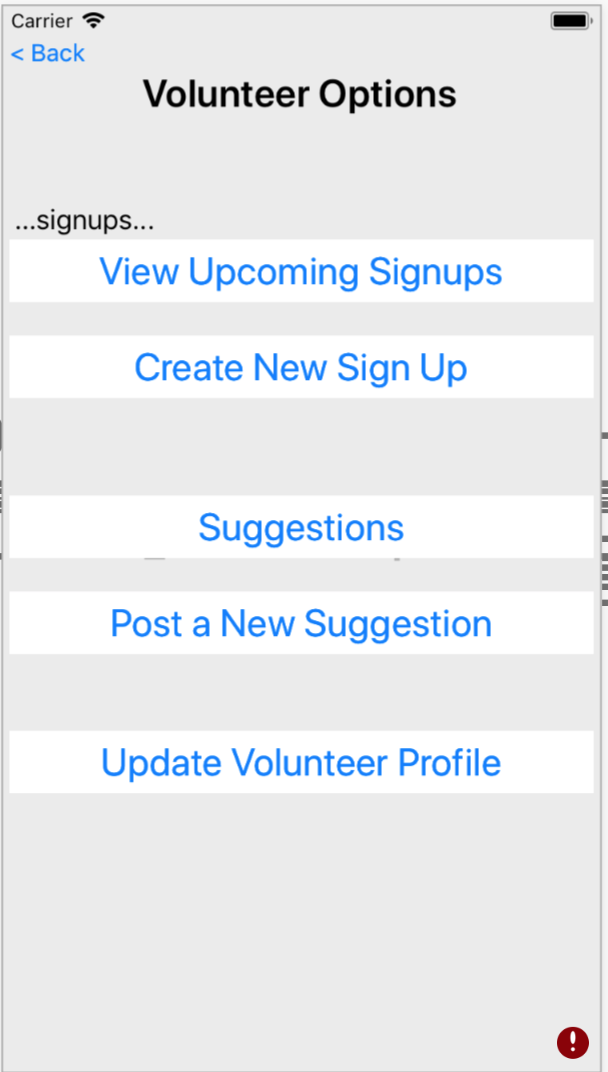 Carrier
< Back
Volunteer Options
...signups...
View Upcoming Signups
Create New Sign Up
Suggestions
Post a New Suggestion
Update Volunteer Profile
!